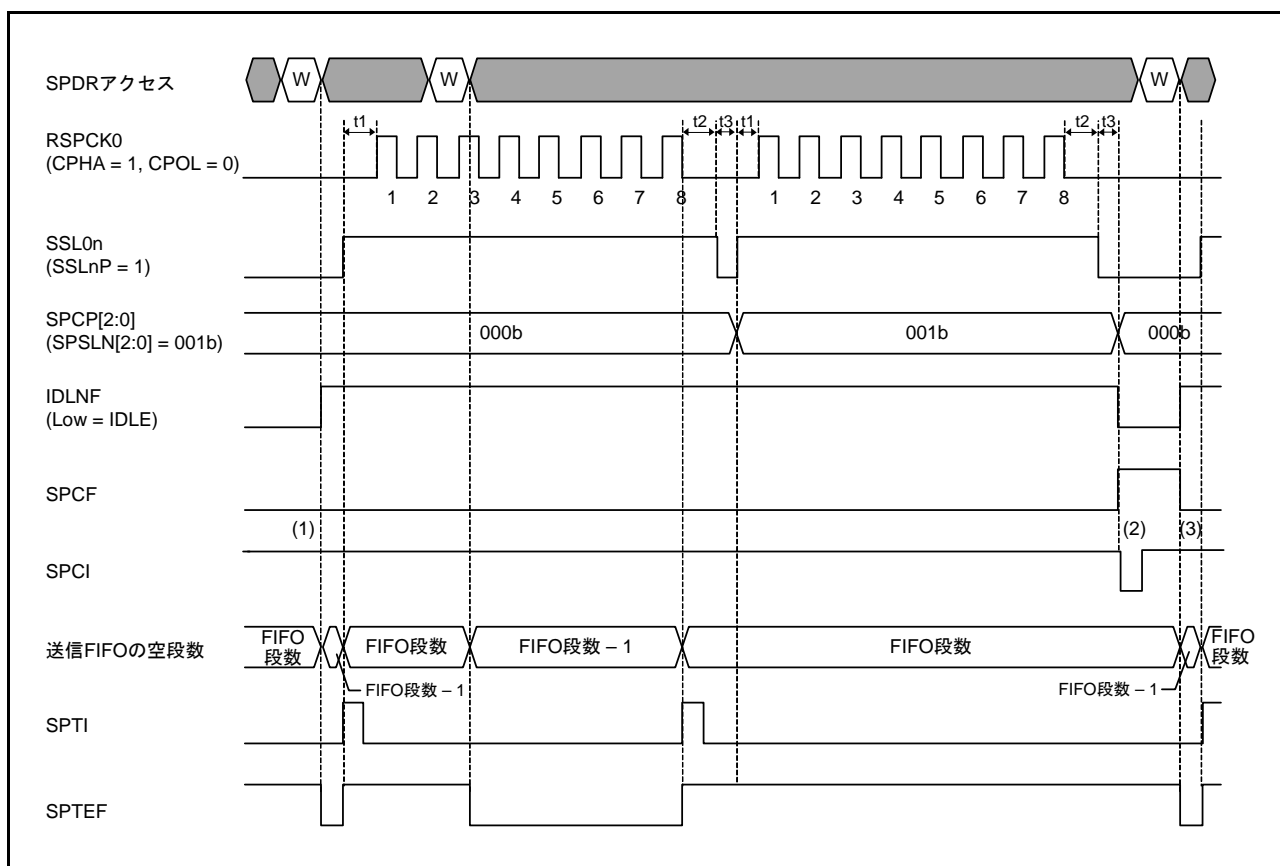 SPDRアクセス
W
W
W
RSPCK0
(CPHA = 1, CPOL = 0)
t1
t2
t3
t1
t2
t3
1 2 3 4 5 6 7 8
1 2 3 4 5 6 7 8
SSL0n
(SSLnP = 1)
SPCP[2:0]
(SPSLN[2:0] = 001b)
000b
001b
000b
IDLNF
(Low = IDLE)
SPCF
(1)
(2)
(3)
SPCI
送信FIFOの空段数
FIFO
段数
FIFO段数
FIFO段数 – 1
FIFO段数
FIFO
段数
FIFO段数 – 1
FIFO段数 – 1
SPTI
SPTEF